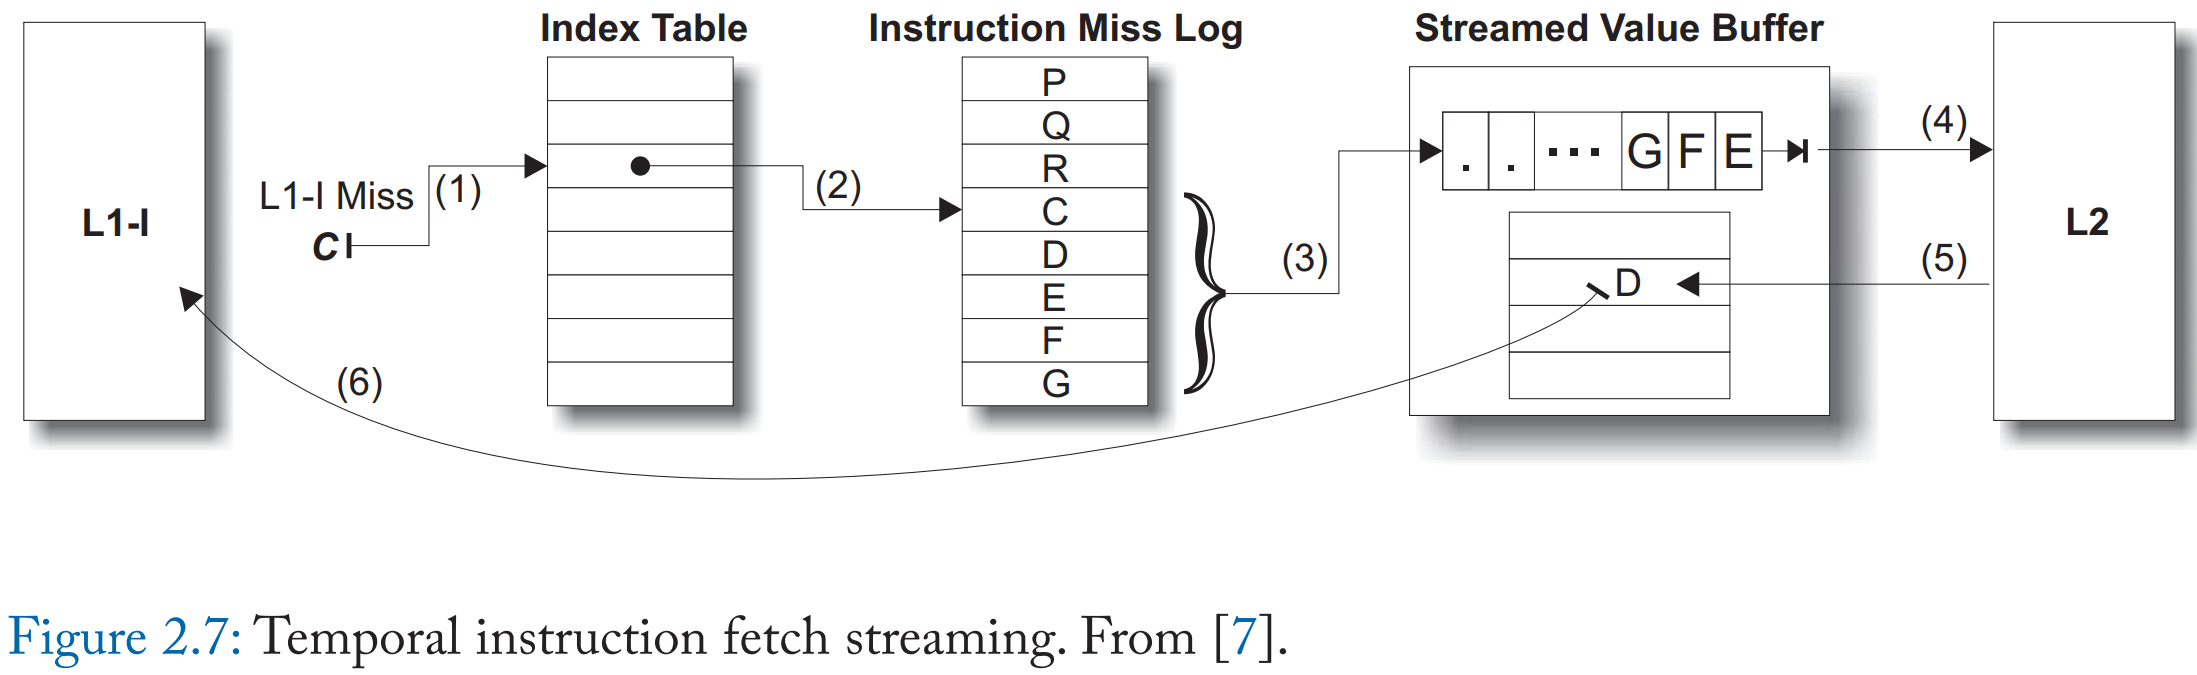 Index Table
Instruction Miss Log
Streamed Value Buffer
L1-I
L1-I Miss
C
(1)
(2)
P
Q
R
C
D
E
F
G
(3)
. . ... G F E
D
(4)
(5)
L2
(6)
Figure 2.7: Temporal instruction fetch streaming. From [7].